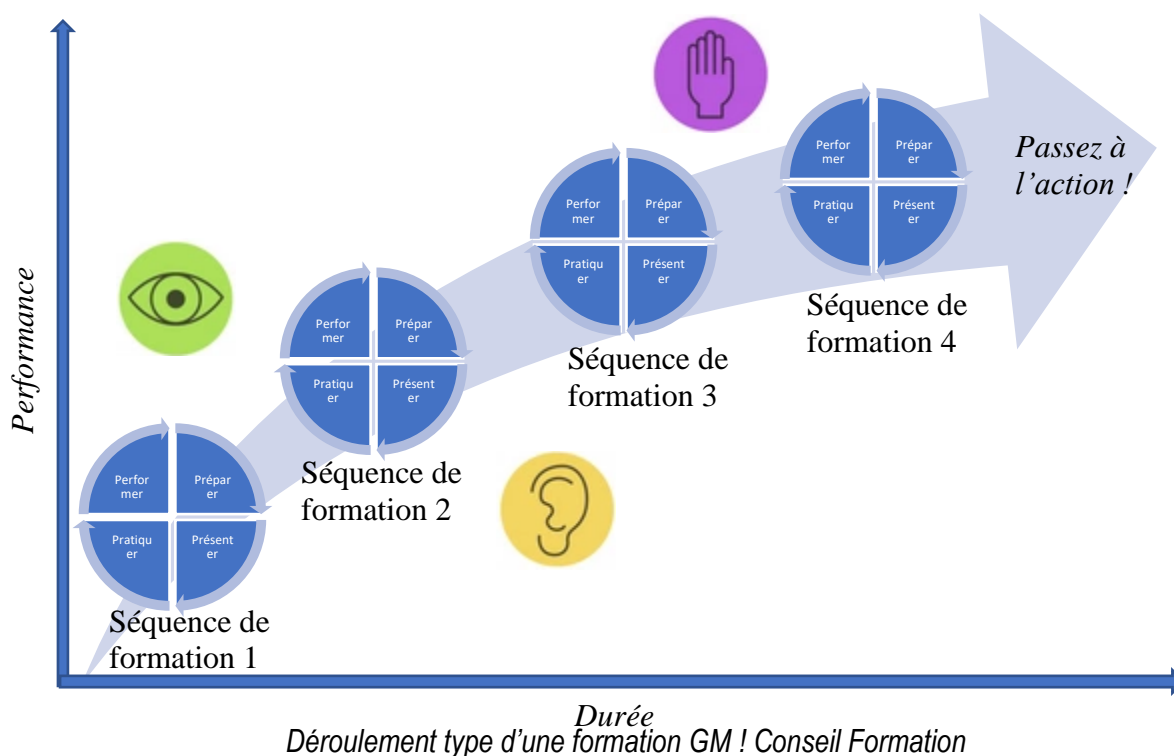 Performance
Perfor
mer
Prépar
er
Pratiqu
er
Présent
er
Séquence de
formation 1
Perfor
mer
Prépar
er
Pratiqu
er
Présent
er
Séquence de
formation 2
Perfor
mer
Prépar
er
Pratiqu
er
Présent
er
Séquence de
formation 3
Perfor
mer
Prépar
er
Pratiqu
er
Présent
er
Séquence de
formation 4
Passez à
l’action !
Durée
Déroulement type d’une formation GM ! Conseil Formation